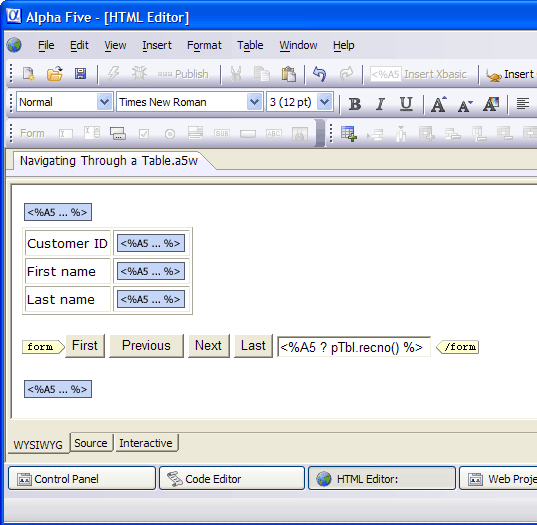 Alpha Five - [HTML Editor]
File Edit View Insert Format Table Window Help
Publish <%A5 Insert Xbasic Insert
Normal Times New Roman 3 (12 pt) B I U A A A
Form SUB ABC
Navigating Through a Table.a5w
<%A5 ... %>
Customer ID <%A5 ... %>
First name <%A5 ... %>
Last name <%A5 ... %>
form First Previous Next Last <%A5 ? pTbl.recno() %> /form
<%A5 ... %>
WYSIWYG Source Interactive
Control Panel Code Editor HTML Editor: Web Proje